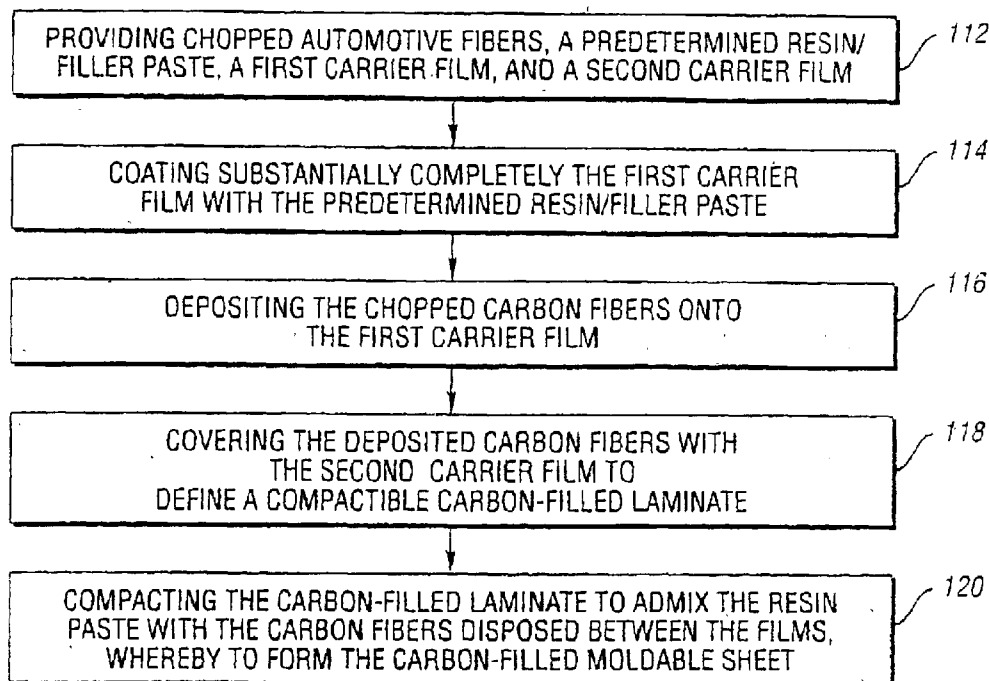 PROVIDING CHOPPED AUTOMOTIVE FIBERS, A PREDETERMINED RESIN/
FILLER PASTE, A FIRST CARRIER FILM, AND A SECOND CARRIER FILM
112
COATING SUBSTANTIALLY COMPLETELY THE FIRST CARRIER
FILM WITH THE PREDETERMINED RESIN/FILLER PASTE
114
DEPOSITING THE CHOPPED CARBON FIBERS ONTO
THE FIRST CARRIER FILM
116
COVERING THE DEPOSITED CARBON FIBERS WITH
THE SECOND CARRIER FILM TO
DEFINE A COMPACTIBLE CARBON-FILLED LAMINATE
118
COMPACTING THE CARBON-FILLED LAMINATE TO ADMIX THE RESIN
PASTE WITH THE CARBON FIBERS DISPOSED BETWEEN THE FILMS,
WHEREBY TO FORM THE CARBON-FILLED MOLDABLE SHEET
120